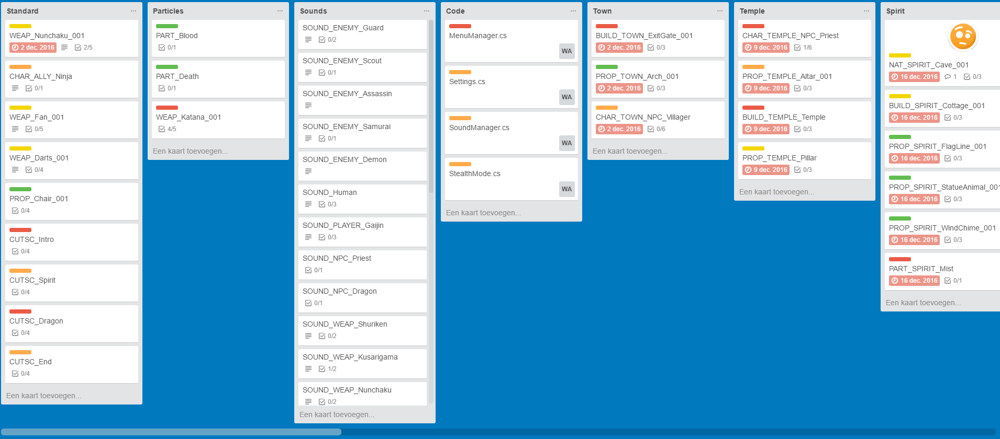 Standard
WEAP_Nunchaku_001
2 dec. 2016 2/5
CHAR_ALLY_Ninja
0/1
WEAP_Fan_001
0/5
WEAP_Darts_001
0/4
PROP_Chair_001
0/4
CUTSC_Intro
0/4
CUTSC_Spirit
0/4
CUTSC_Dragon
0/4
CUTSC_End
0/4
Een kaart toevoegen...
Particles
PART_Blood
0/1
PART_Death
0/1
WEAP_Katana_001
4/5
Een kaart toevoegen...
Sounds
SOUND_ENEMY_Guard
0/2
SOUND_ENEMY_Scout
0/1
SOUND_ENEMY_Assassin
SOUND_ENEMY_Samurai
0/1
SOUND_ENEMY_Demon
SOUND_Human
0/3
SOUND_PLAYER_Gaijin
0/3
SOUND_NPC_Priest
0/1
SOUND_NPC_Dragon
0/1
SOUND_WEAP_Shuriken
0/2
SOUND_WEAP_Kusarigama
1/2
SOUND_WEAP_Nunchaku
0/2
Een kaart toevoegen...
Code
MenuManager.cs
WA
Settings.cs
WA
SoundManager.cs
WA
StealthMode.cs
WA
Een kaart toevoegen...
Town
BUILD_TOWN_ExitGate_001
2 dec. 2016 0/3
PROP_TOWN_Arch_001
2 dec. 2016 0/3
CHAR_TOWN_NPC_Villager
2 dec. 2016 0/6
Een kaart toevoegen...
Temple
CHAR_TEMPLE_NPC_Priest
9 dec. 2016 1/6
PROP_TEMPLE_Altar_001
9 dec. 2016 0/3
BUILD_TEMPLE_Temple
9 dec. 2016 0/3
PROP_TEMPLE_Pillar
9 dec. 2016 0/3
Een kaart toevoegen...
Spirit
NAT_SPIRIT_Cave_001
16 dec. 2016 1 0/3
BUILD_SPIRIT_Cottage_001
16 dec. 2016 0/3
PROP_SPIRIT_FlagLine_001
16 dec. 2016 0/3
PROP_SPIRIT_StatueAnimal_001
16 dec. 2016 0/3
PROP_SPIRIT_WindChime_001
16 dec. 2016 0/3
PART_SPIRIT_Mist
16 dec. 2016 0/1
Een kaart toevoegen...